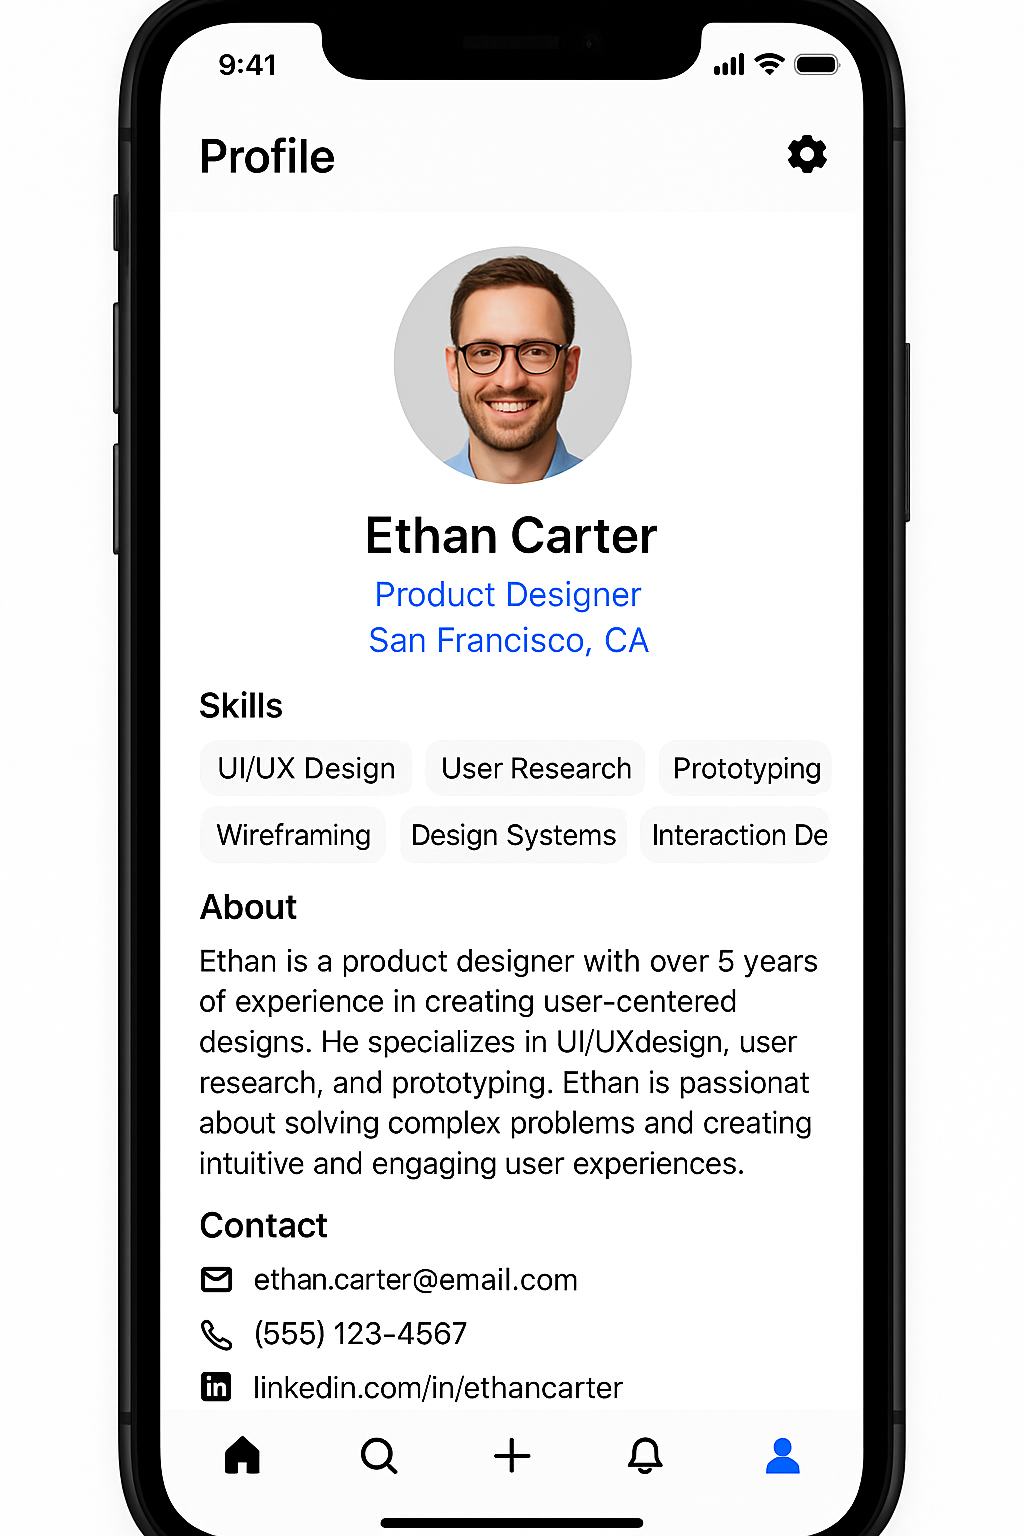 9:41
Profile
Ethan Carter
Product Designer
San Francisco, CA
Skills
UI/UX Design User Research Prototyping
Wireframing Design Systems Interaction De
About
Ethan is a product designer with over 5 years
of experience in creating user-centered
designs. He specializes in UI/UXdesign, user
research, and prototyping. Ethan is passionat
about solving complex problems and creating
intuitive and engaging user experiences.
Contact
ethan.carter@email.com
(555) 123-4567
in linkedin.com/in/ethancarter